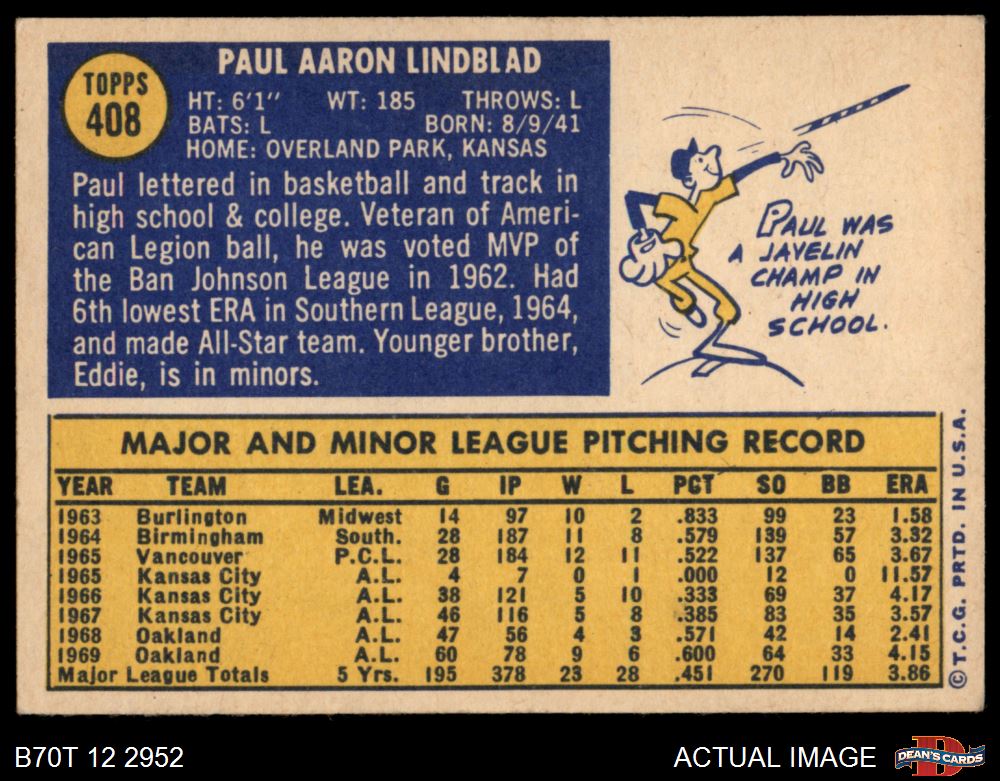 TOPPS
408
PAUL AARON LINDBLAD
HT: 6'1" WT: 185 THROWS: L
BATS: L BORN: 8/9/41
HOME: OVERLAND PARK, KANSAS
Paul lettered in basketball and track in
high school & college. Veteran of Ameri-
can Legion ball, he was voted MVP of
the Ban Johnson League in 1962. Had
6th lowest ERA in Southern League, 1964,
and made All-Star team. Younger brother,
Eddie, is in minors.
PAUL WAS
A JAVELIN
CHAMP IN
HIGH
SCHOOL.
MAJOR AND MINOR LEAGUE PITCHING RECORD
YEAR TEAM LEA. G IP W L PCT SO BB ERA
1963 Burlington Midwest 14 97 10 2 .833 99 23 1.58
1964 Birmingham South. 28 187 11 8 .579 139 57 3.32
1965 Vancouver P.C.L. 28 184 12 11 .522 137 65 3.67
1965 Kansas City A.L. 4 7 0 1 .000 12 0 11.57
1966 Kansas City A.L. 38 121 5 10 .333 69 37 4.17
1967 Kansas City A.L. 46 116 5 8 .385 83 35 3.57
1968 Oakland A.L. 47 56 4 3 .571 42 14 2.41
1969 Oakland A.L. 60 78 9 6 .600 64 33 4.15
Major League Totals 5 Yrs. 195 378 23 28 .451 270 119 3.86
© T.C.G. PRTD. IN U.S.A.
B70T 12 2952
ACTUAL IMAGE
D
DEAN'S CARDS